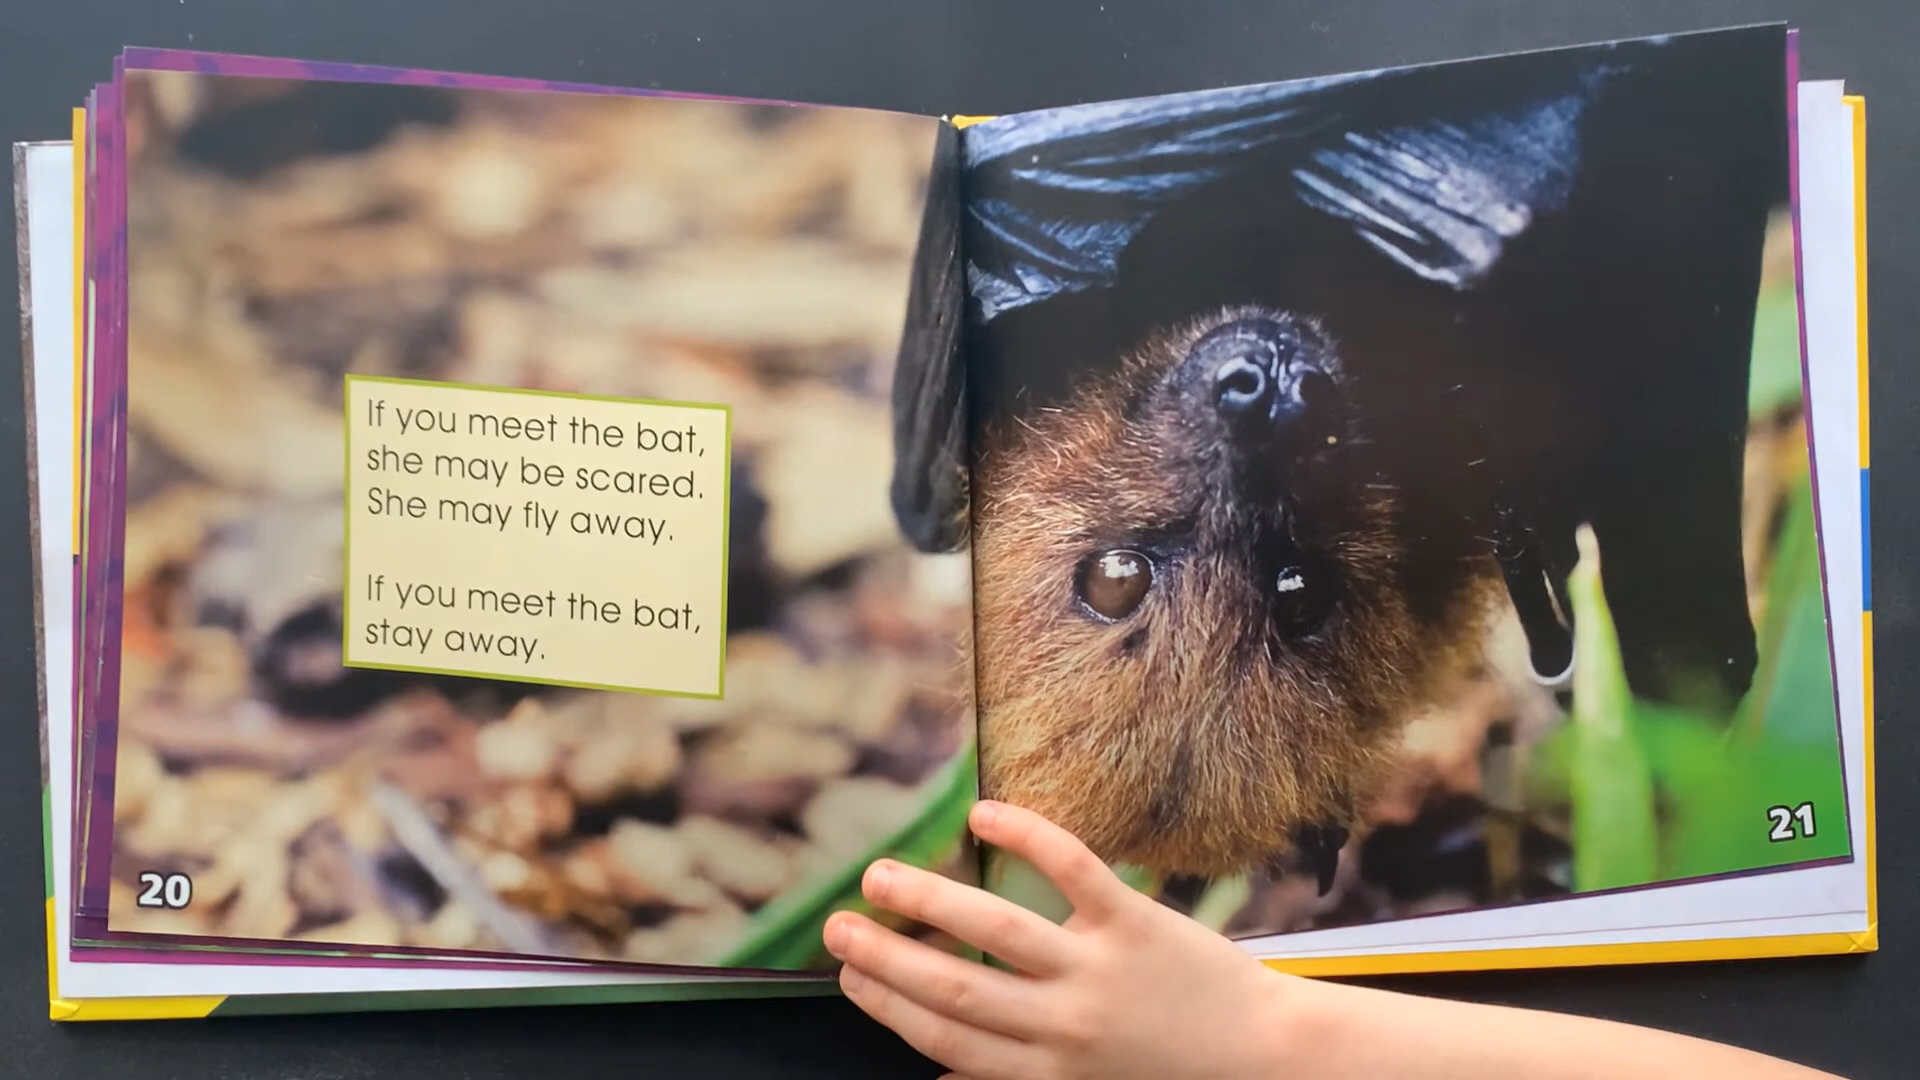 If you meet the bat,
she may be scared.
She may fly away.
If you meet the bat,
stay away.
20
21